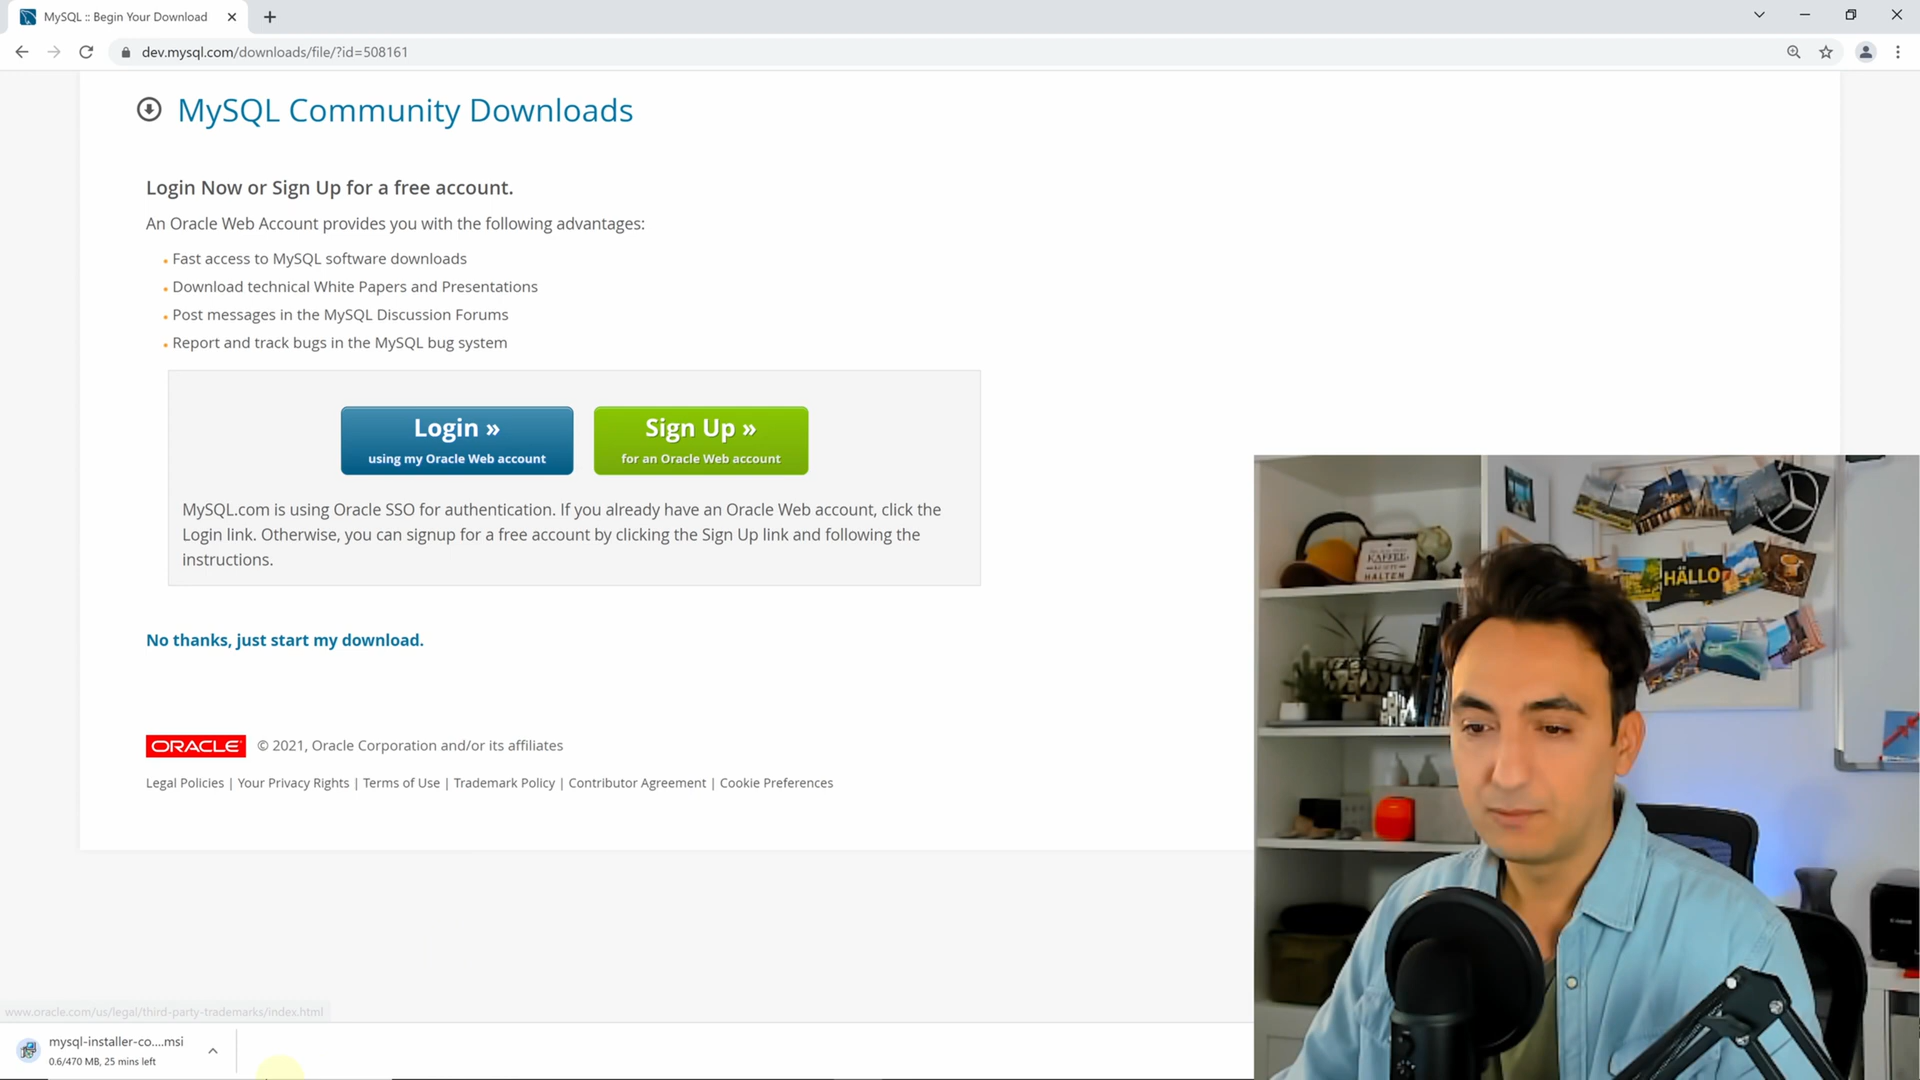 MySQL :: Begin Your Download
dev.mysql.com/downloads/file/?id=508161
MySQL Community Downloads
Login Now or Sign Up for a free account.
An Oracle Web Account provides you with the following advantages:
Fast access to MySQL software downloads
Download technical White Papers and Presentations
Post messages in the MySQL Discussion Forums
Report and track bugs in the MySQL bug system
Login »
using my Oracle Web account
Sign Up »
for an Oracle Web account
MySQL.com is using Oracle SSO for authentication. If you already have an Oracle Web account, click the
Login link. Otherwise, you can signup for a free account by clicking the Sign Up link and following the
instructions.
No thanks, just start my download.
ORACLE
© 2021, Oracle Corporation and/or its affiliates
Legal Policies | Your Privacy Rights | Terms of Use | Trademark Policy | Contributor Agreement | Cookie Preferences
KAFFEE
HALTEN
HALLO
www.oracle.com/us/legal/third-party-trademarks/index.html
mysql-installer-co....msi
0.6/470 MB, 25 mins left